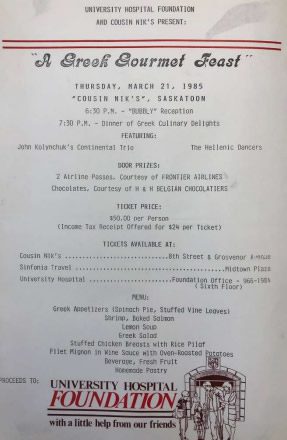 UNIVERSITY HOSPITAL FOUNDATION
AND COUSIN NIK'S PRESENT:
"A Greek Gourmet Feast"
THURSDAY, MARCH 21, 1985
"COUSIN NIK'S", SASKATOON
6:30 P.M. - "BUBBLY" Reception
7:30 P.M. - Dinner of Greek Culinary Delights
FEATURING:
John Kolynchuk's Continental Trio The Hellenic Dancers
DOOR PRIZES:
2 Airline Passes, Courtesy of FRONTIER AIRLINES
Chocolates, Courtesy of H & H BELGIAN CHOCOLATIERS
TICKET PRICE:
$50.00 per Person
(Income Tax Receipt Offered for $24 per Ticket)
TICKETS AVAILABLE AT:
Cousin Nik's ..............................8th Street & Grosvenor Avenue
Sinfonia Travel .......................................Midtown Plaza
University Hospital ......................Foundation Office - 966-1984
(Sixth Floor)
MENU:
Greek Appetizers (Spinach Pie, Stuffed Vine Leaves)
Shrimp, Baked Salmon
Lemon Soup
Greek Salad
Stuffed Chicken Breasts with Rice Pilaf
Filet Mignon in Wine Sauce with Oven-Roasted Potatoes
Beverage, Fresh Fruit
Homemade Pastry
PROCEEDS TO:
UNIVERSITY HOSPITAL
FOUNDATION
with a little help from our friends